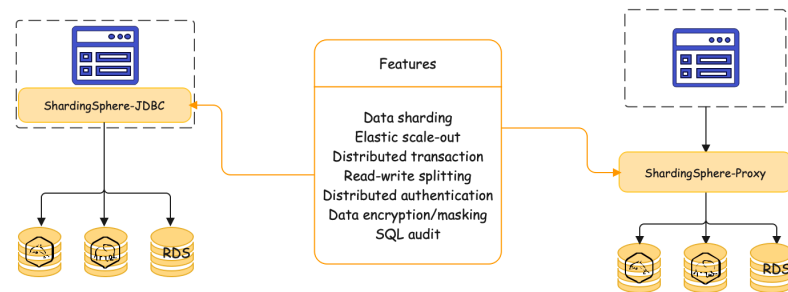 ShardingSphere-JDBC
RDS
Features
Data sharding
Elastic scale-out
Distributed transaction
Read-write splitting
Distributed authentication
Data encryption/masking
SQL audit
ShardingSphere-Proxy
RDS